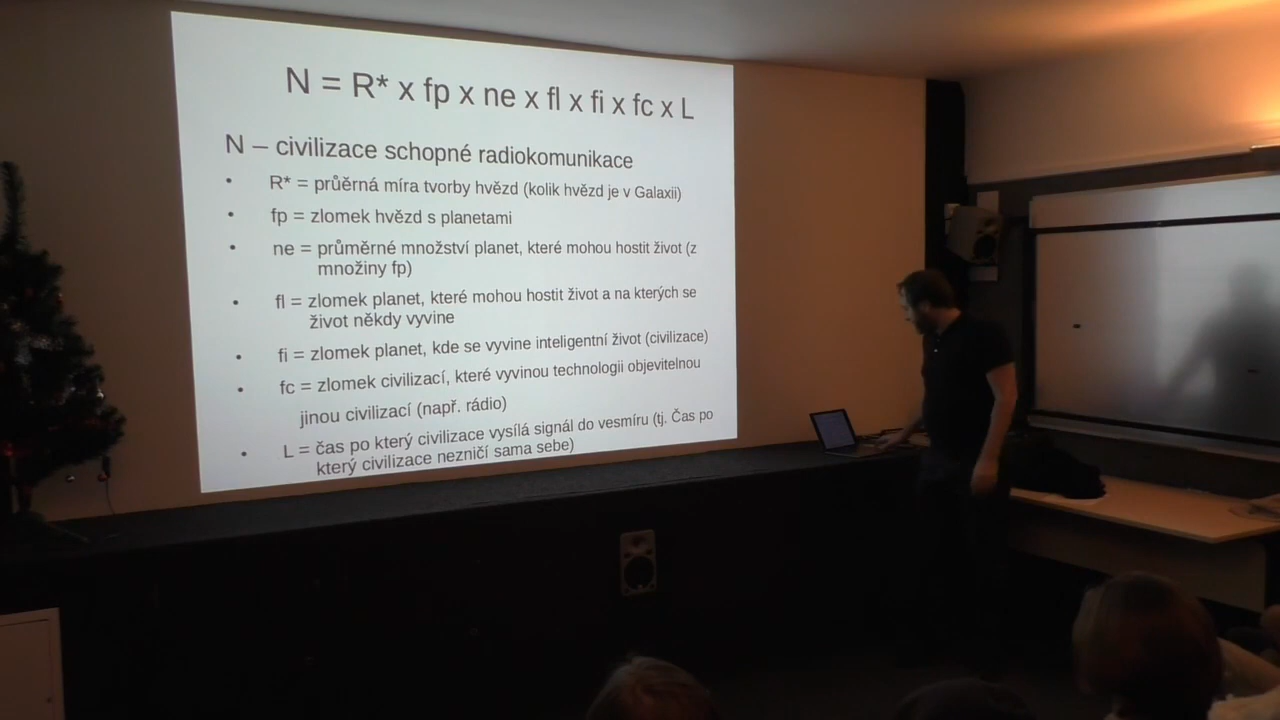 N = R* x fp x ne x fl x fi x fc x L
N – civilizace schopné radiokomunikace
• R* = průěrná míra tvorby hvězd (kolik hvězd je v Galaxii)
• fp = zlomek hvězd s planetami
• ne = průměrné množství planet, které mohou hostit život (z
množiny fp)
• fl = zlomek planet, které mohou hostit život a na kterých se
život někdy vyvine
• fi = zlomek planet, kde se vyvine inteligentní život (civilizace)
• fc = zlomek civilizací, které vyvinou technologii objevitelnou
jinou civilizací (např. rádio)
• L = čas po který civilizace vysílá signál do vesmíru (tj. Čas po
který civilizace nezničí sama sebe)